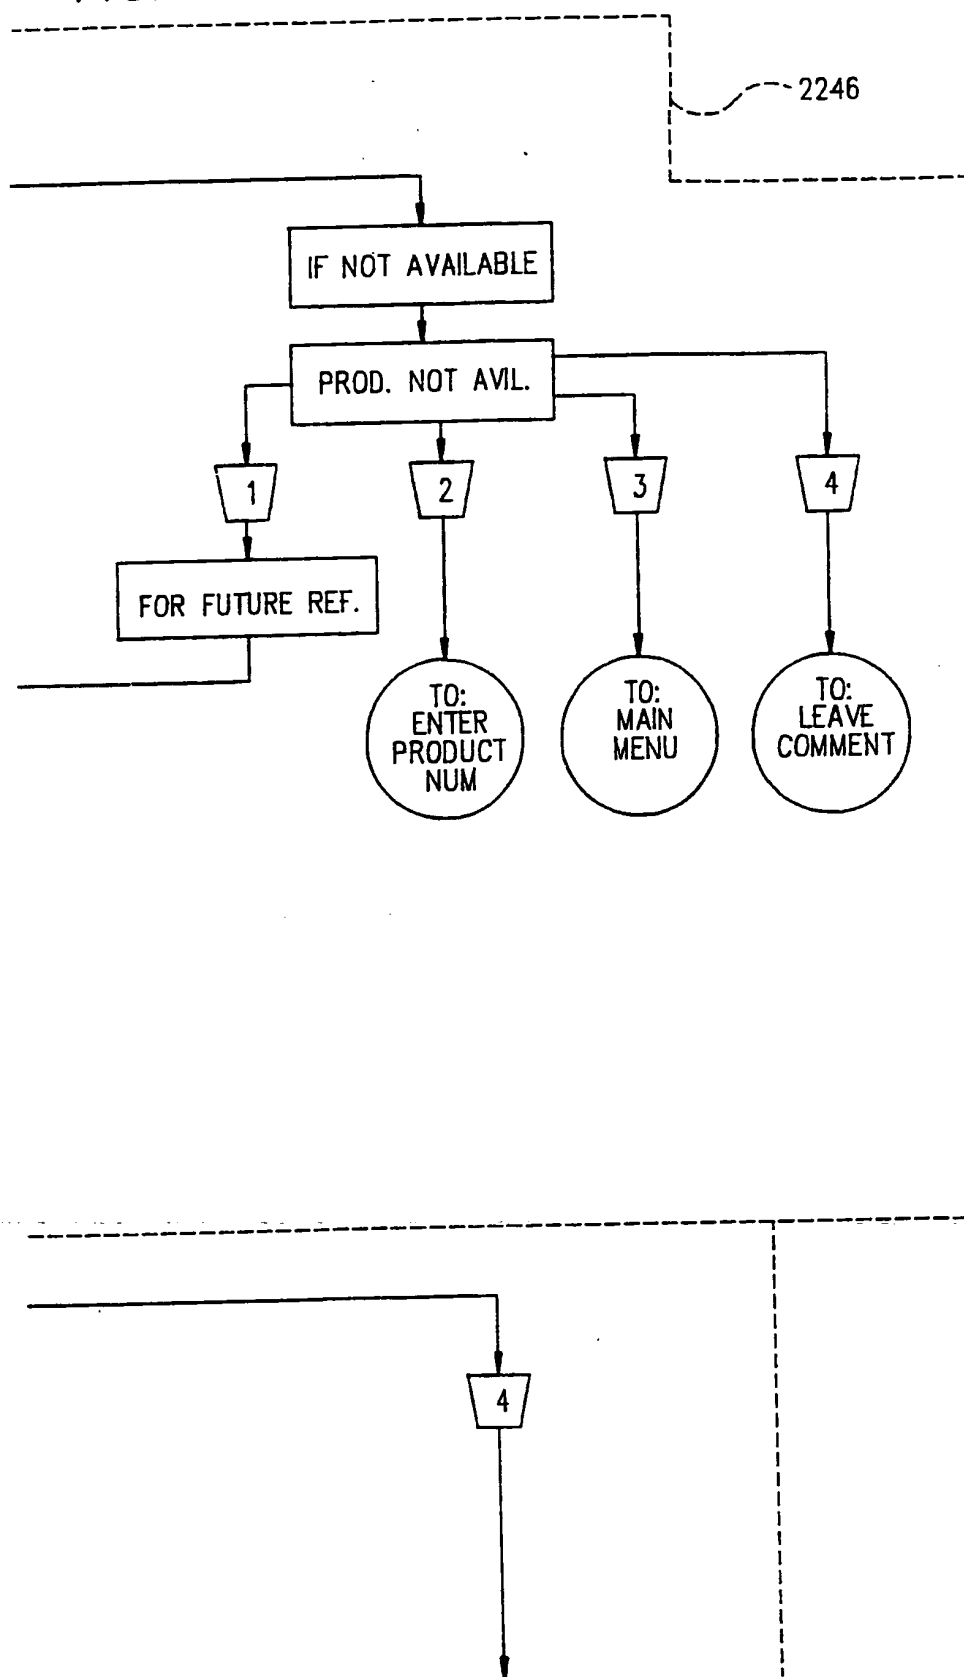 2246
IF NOT AVAILABLE
PROD. NOT AVIL.
1
2
3
4
FOR FUTURE REF.
TO:
ENTER
PRODUCT
NUM
TO:
MAIN
MENU
TO:
LEAVE
COMMENT
4